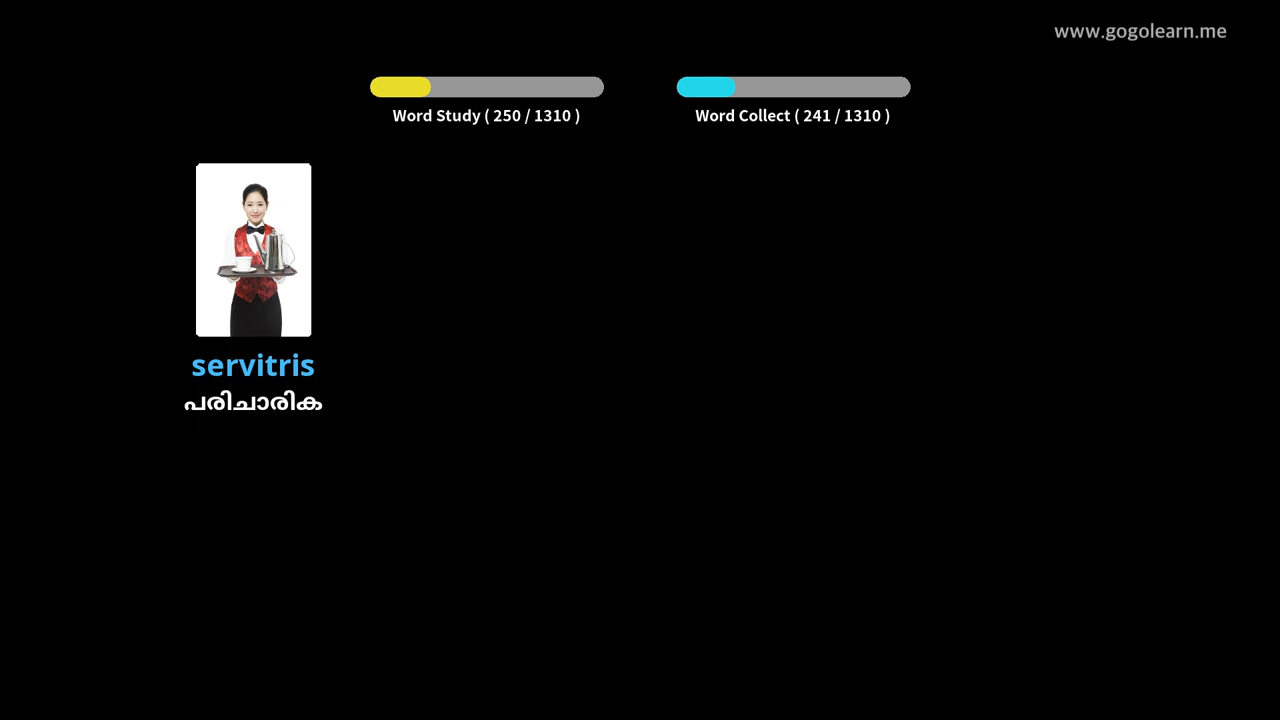 www.gogolearn.me
Word Study ( 250 / 1310 )
Word Collect ( 241 / 1310 )
servitris
പരിചാരിക